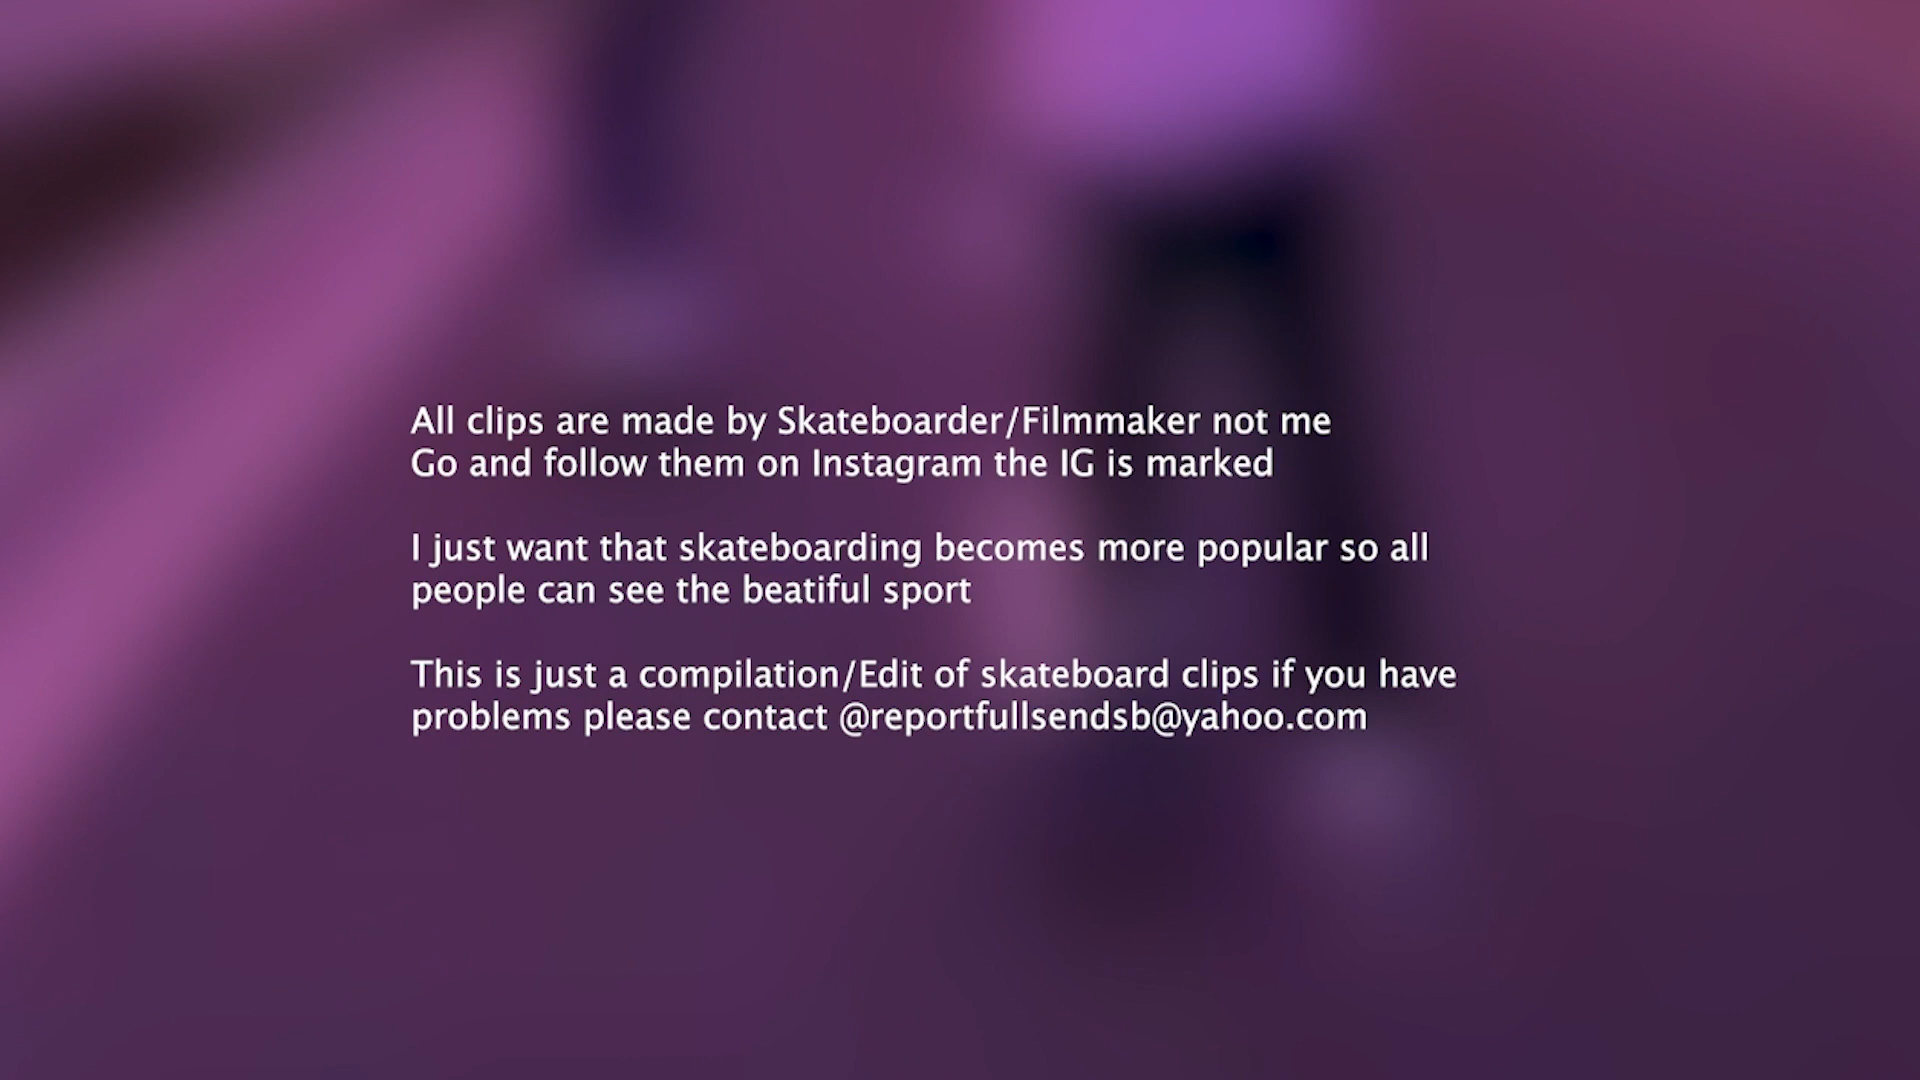 All clips are made by Skateboarder/Filmmaker not me
Go and follow them on Instagram the IG is marked
I just want that skateboarding becomes more popular so all
people can see the beatiful sport
This is just a compilation/Edit of skateboard clips if you have
problems please contact @reportfullsendsb@yahoo.com